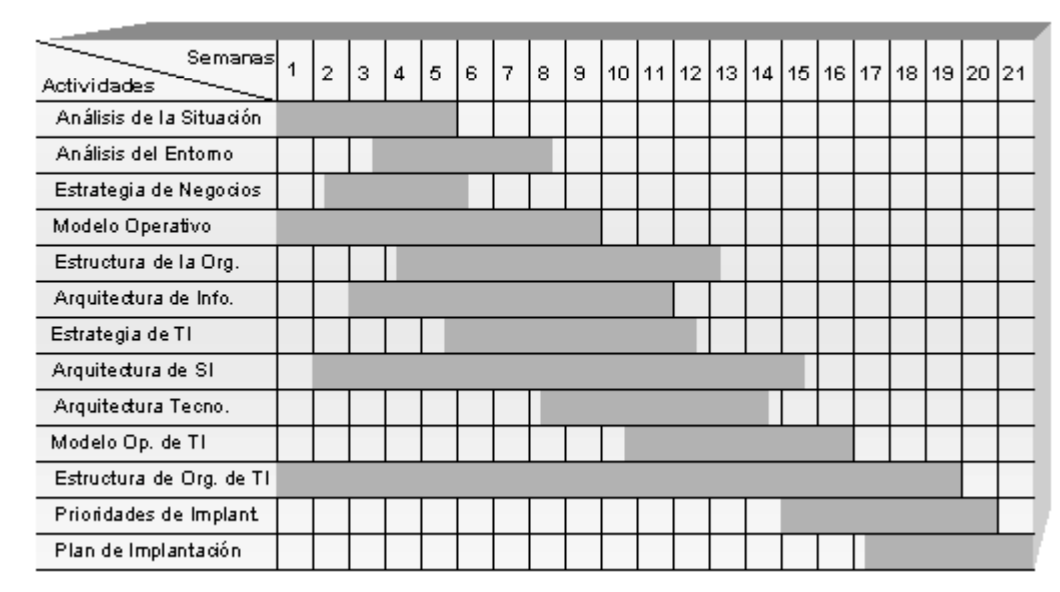 Semanas
Actividades
1 2 3 4 5 6 7 8 9 10 11 12 13 14 15 16 17 18 19 20 21
Análisis de la Situación
Análisis del Entorno
Estrategia de Negocios
Modelo Operativo
Estructura de la Org.
Arquitectura de Info.
Estrategia de TI
Arquitectura de SI
Arquitectura Tecno.
Modelo Op. de TI
Estructura de Org. de TI
Prioridades de Implant.
Plan de Implantación